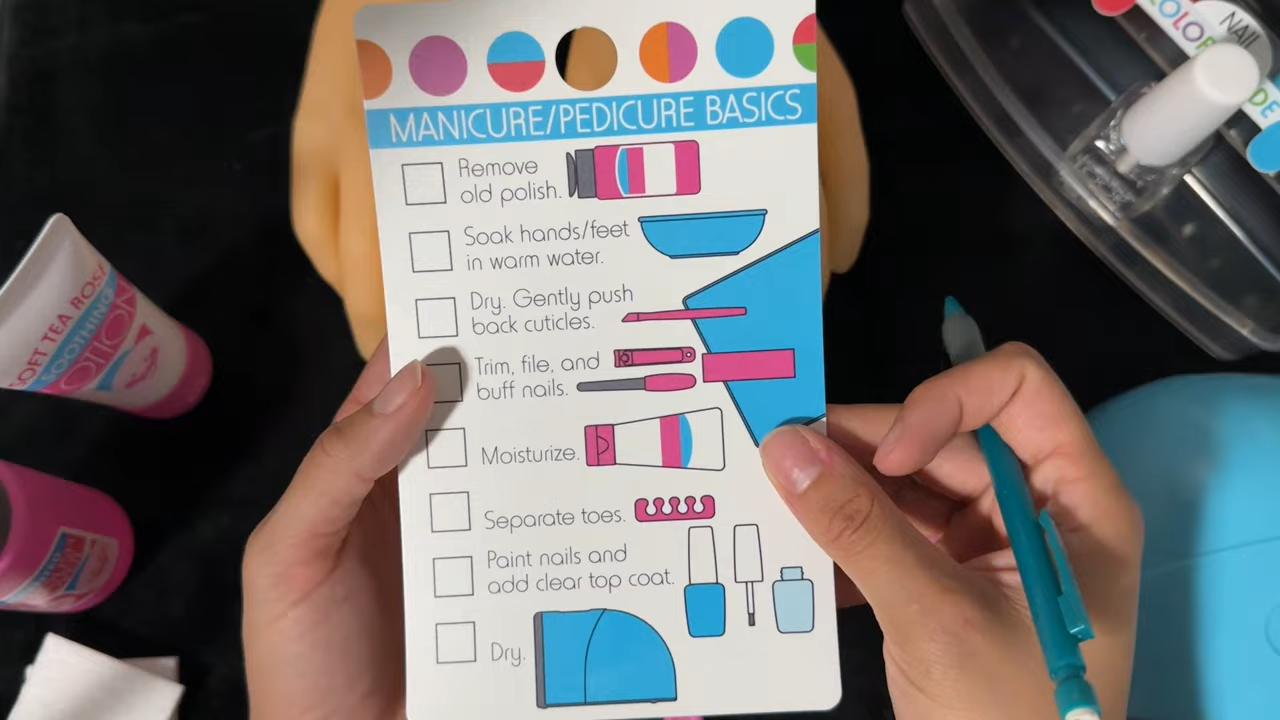 MANICURE/PEDICURE BASICS
Remove
old polish.
Soak hands/feet
in warm water.
Dry. Gently push
back cuticles.
Trim, file, and
buff nails.
Moisturize.
Separate toes.
Paint nails and
add clear top coat.
Dry.
SOFT TEA ROSE
SOOTHING
LOTION
NAIL